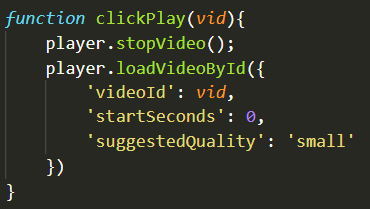 function clickPlay(vid){
    player.stopVideo();
    player.loadVideoById({
        'videoId': vid,
        'startSeconds': 0,
        'suggestedQuality': 'small'
    })
}